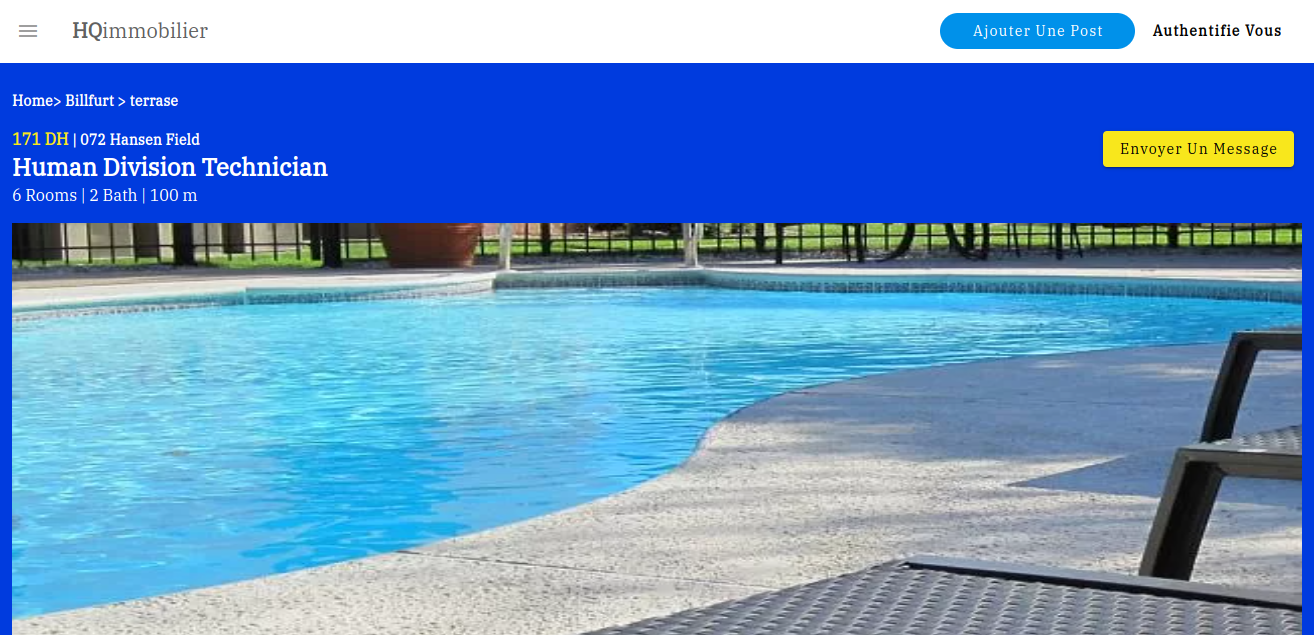 HQimmobilier
Ajouter Une Post
Authentifie Vous
Home> Billfurt > terrase
171 DH | 072 Hansen Field
Envoyer Un Message
Human Division Technician
6 Rooms | 2 Bath | 100 m